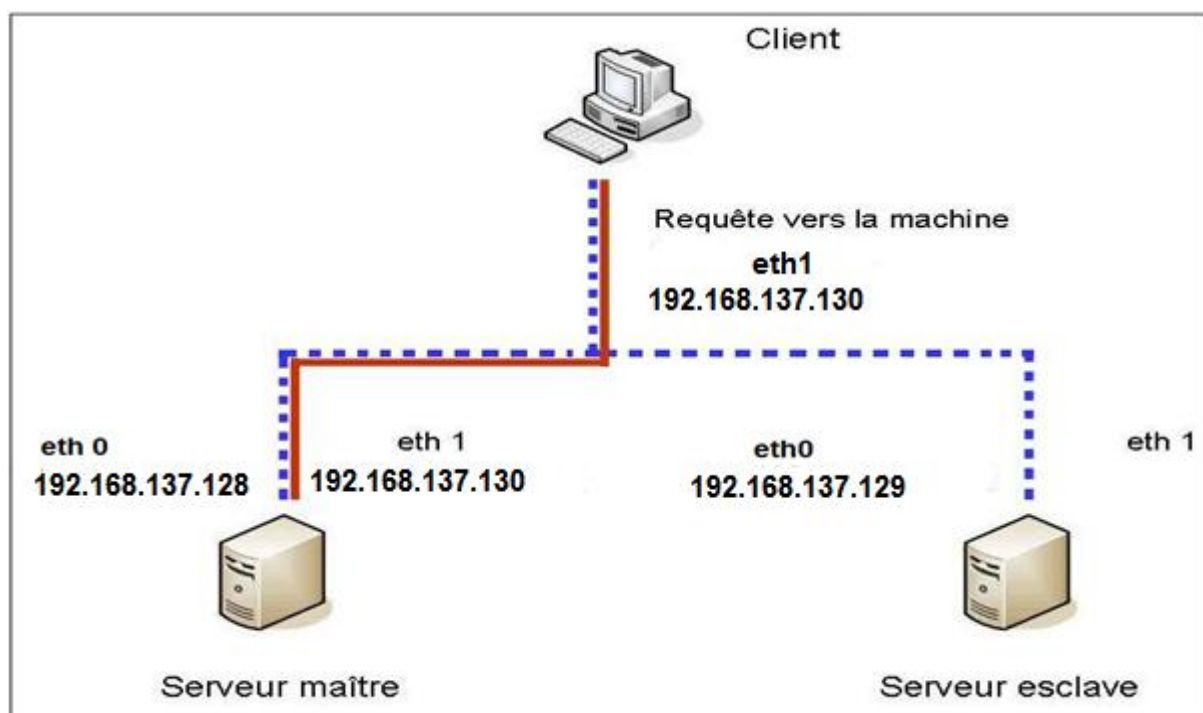 Client
Requête vers la machine
eth1
192.168.137.130
eth 0
192.168.137.128
eth 1
192.168.137.130
eth0
192.168.137.129
eth 1
Serveur maître
Serveur esclave